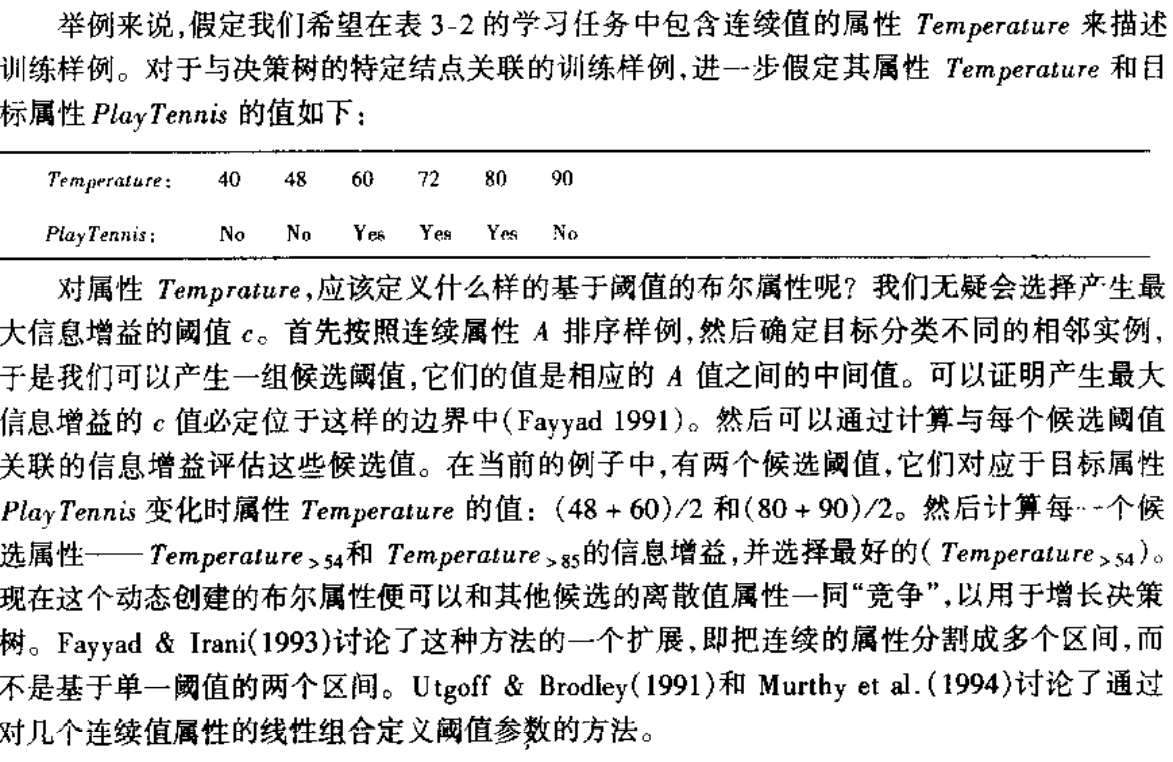 举例来说,假定我们希望在表 3-2 的学习任务中包含连续值的属性 Temperature 来描述
训练样例。对于与决策树的特定结点关联的训练样例,进一步假定其属性 Temperature 和目
标属性 PlayTennis 的值如下:
Temperature: 40 48 60 72 80 90
PlayTennis: No No Yes Yes Yes No
对属性 Temprature,应该定义什么样的基于阈值的布尔属性呢? 我们无疑会选择产生最
大信息增益的阈值 c。首先按照连续属性 A 排序样例,然后确定目标分类不同的相邻实例,
于是我们可以产生一组候选阈值,它们的值是相应的 A 值之间的中间值。可以证明产生最大
信息增益的 c 值必定位于这样的边界中(Fayyad 1991)。然后可以通过计算与每个候选阈值
关联的信息增益评估这些候选值。在当前的例子中,有两个候选阈值,它们对应于目标属性
PlayTennis 变化时属性 Temperature 的值: (48 + 60)/2 和(80 + 90)/2。然后计算每一个候
选属性—— Temperature>54和 Temperature>85的信息增益,并选择最好的( Temperature>54)。
现在这个动态创建的布尔属性便可以和其他候选的离散值属性一同“竞争”,以用于增长决策
树。Fayyad & Irani(1993)讨论了这种方法的一个扩展,即把连续的属性分割成多个区间,而
不是基于单一阈值的两个区间。Utgoff & Brodley(1991)和 Murthy et al.(1994)讨论了通过
对几个连续值属性的线性组合定义阈值参数的方法。